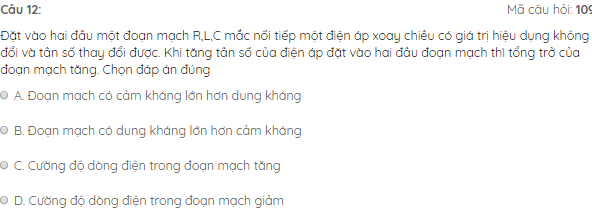 Câu 12: Mã câu hỏi: 109
Đặt vào hai đầu một đoạn mạch R,L,C mắc nối tiếp một điện áp xoay chiều có giá trị hiệu dụng không
đổi và tân số thay đổi được. Khi tăng tân số của điện áp đặt vào hai đâu đoạn mạch thì tổng trở của
đoạn mạch tăng. Chọn đáp án đúng
A. Đoạn mạch có cảm kháng lớn hơn dung kháng
B. Đoạn mạch có dung kháng lớn hơn cảm kháng
C. Cường độ dòng điện trong đoạn mạch tăng
D. Cường độ dòng điện trong đoạn mạch giảm